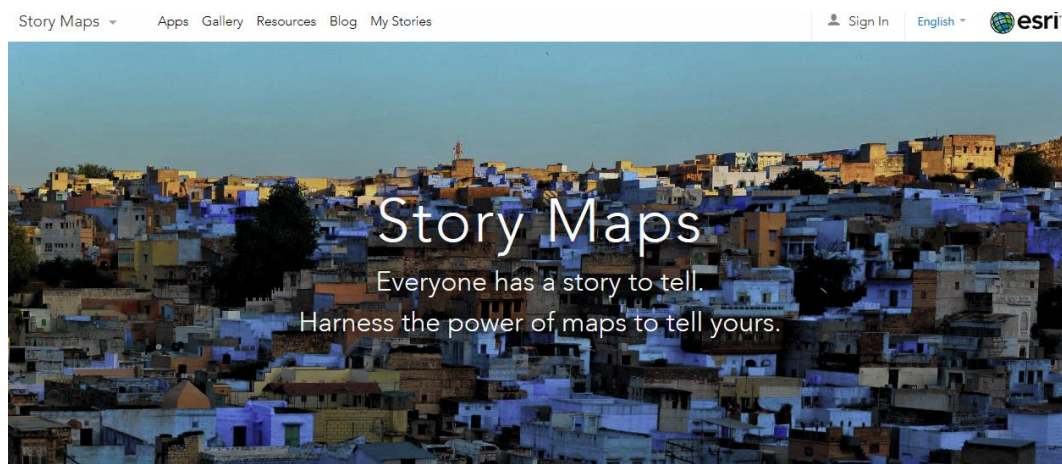 Story Maps Apps Gallery Resources Blog My Stories Sign In English esri
Story Maps
Everyone has a story to tell.
Harness the power of maps to tell yours.